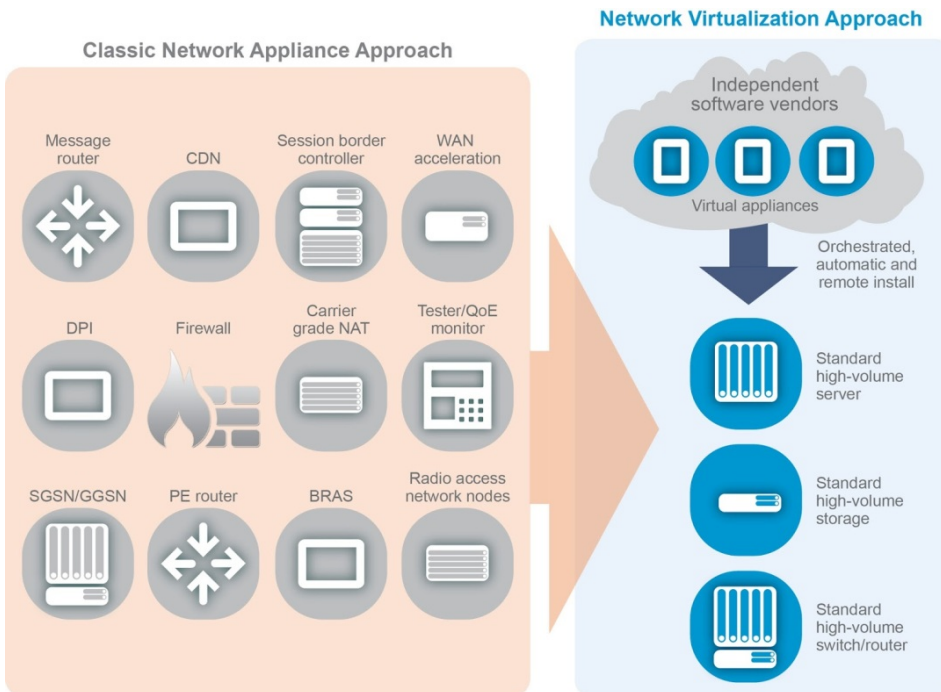 Network Virtualization Approach
Classic Network Appliance Approach
Independent
software vendors
Virtual appliances
Orchestrated,
automatic and
remote install
Message
router
CDN
Session border
controller
WAN
acceleration
DPI
Firewall
Carrier
grade NAT
Tester/QoE
monitor
SGSN/GGSN
PE router
BRAS
Radio access
network nodes
Standard
high-volume
server
Standard
high-volume
storage
Standard
high-volume
switch/router